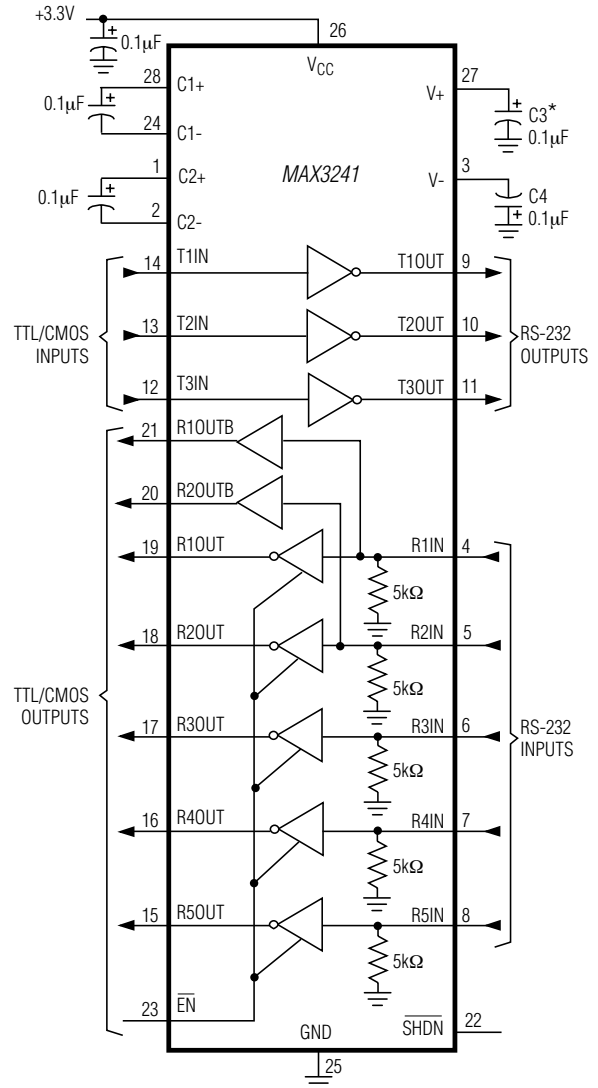 +3.3V
0.1µF
26
VCC
28
C1+
0.1µF
24
C1-
1
C2+
0.1µF
2
C2-
MAX3241
27
V+
C3*
0.1µF
3
V-
C4
0.1µF
TTL/CMOS
INPUTS
14 T1IN T1OUT 9
13 T2IN T2OUT 10
12 T3IN T3OUT 11
RS-232
OUTPUTS
21 R1OUTB
20 R2OUTB
19 R1OUT R1IN 4
5kΩ
18 R2OUT R2IN 5
5kΩ
TTL/CMOS
OUTPUTS
17 R3OUT R3IN 6
5kΩ
RS-232
INPUTS
16 R4OUT R4IN 7
5kΩ
15 R5OUT R5IN 8
5kΩ
23 EN
GND
SHDN 22
25
+
+
+
+
+